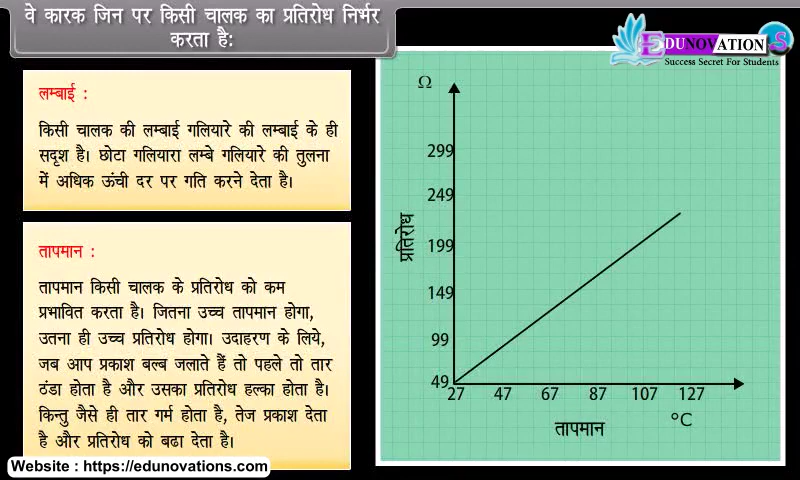 वे कारक जिन पर किसी चालक का प्रतिरोध निर्भर
करता है:
EDUNOVATIONS
Success Secret For Students
लम्बाई :
किसी चालक की लम्बाई गलियारे की लम्बाई के ही
सदृश है। छोटा गलियारा लम्बे गलियारे की तुलना
में अधिक ऊंची दर पर गति करने देता है।
तापमान :
तापमान किसी चालक के प्रतिरोध को कम
प्रभावित करता है। जितना उच्च तापमान होगा,
उतना ही उच्च प्रतिरोध होगा। उदाहरण के लिये,
जब आप प्रकाश बल्ब जलाते हैं तो पहले तो तार
ठंडा होता है और उसका प्रतिरोध हल्का होता है।
किन्तु जैसे ही तार गर्म होता है, तेज प्रकाश देता
है और प्रतिरोध को बढा देता है।
Website : https://edunovations.com
Ω
299
249
199
149
99
49
प्रतिरोध
27 47 67 87 107 127
तापमान
°C